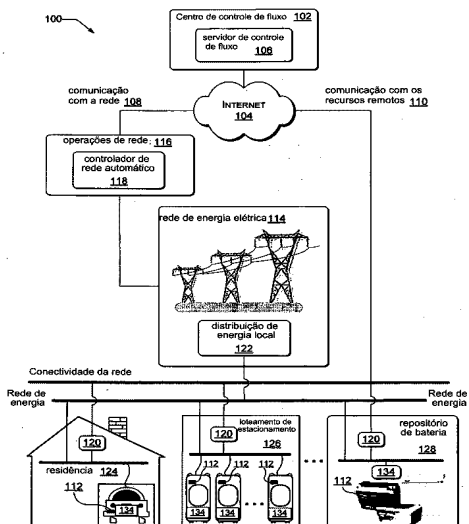 100
Centro de controle de fluxo 102
servidor de controle
de fluxo
106
comunicação
com a rede 108
INTERNET
104
comunicação com os
recursos remotos 110
operações de rede; 116
controlador de
rede automático
118
rede de energia elétrica 114
distribuição de
energia local
122
Conectividade da rede
Rede de
energia
Rede de
energia
120
residência 124
112
134
loteamento de
estacionamento
120
126
112 112 112
134 134 134
repositório
de bateria
120
128
134
112